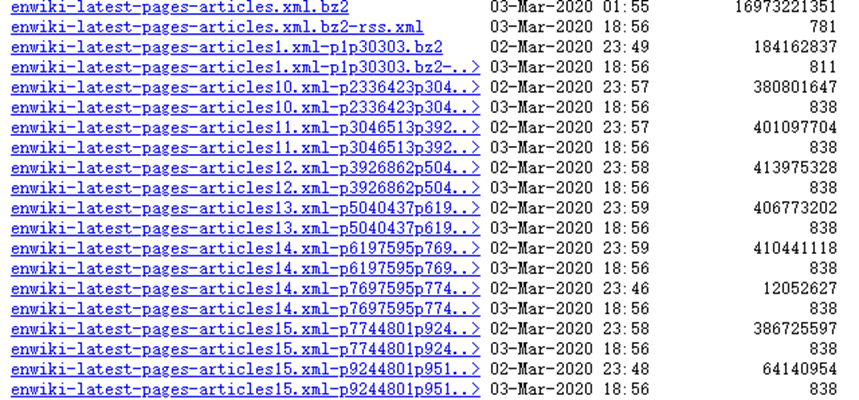 enwiki-latest-pages-articles.xml.bz2 03-Mar-2020 01:55 16973221351
enwiki-latest-pages-articles.xml.bz2-rss.xml 03-Mar-2020 18:56 781
enwiki-latest-pages-articles1.xml-p1p30303.bz2 02-Mar-2020 23:49 184162837
enwiki-latest-pages-articles1.xml-p1p30303.bz2-..> 03-Mar-2020 18:56 811
enwiki-latest-pages-articles10.xml-p2336423p304..> 02-Mar-2020 23:57 380801647
enwiki-latest-pages-articles10.xml-p2336423p304..> 03-Mar-2020 18:56 838
enwiki-latest-pages-articles11.xml-p3046513p392..> 02-Mar-2020 23:57 401097704
enwiki-latest-pages-articles11.xml-p3046513p392..> 03-Mar-2020 18:56 838
enwiki-latest-pages-articles12.xml-p3926862p504..> 02-Mar-2020 23:58 413975328
enwiki-latest-pages-articles12.xml-p3926862p504..> 03-Mar-2020 18:56 838
enwiki-latest-pages-articles13.xml-p5040437p619..> 02-Mar-2020 23:59 406773202
enwiki-latest-pages-articles13.xml-p5040437p619..> 03-Mar-2020 18:56 838
enwiki-latest-pages-articles14.xml-p6197595p769..> 02-Mar-2020 23:59 410441118
enwiki-latest-pages-articles14.xml-p6197595p769..> 03-Mar-2020 18:56 838
enwiki-latest-pages-articles14.xml-p7697595p774..> 02-Mar-2020 23:46 12052627
enwiki-latest-pages-articles14.xml-p7697595p774..> 03-Mar-2020 18:56 838
enwiki-latest-pages-articles15.xml-p7744801p924..> 02-Mar-2020 23:58 386725597
enwiki-latest-pages-articles15.xml-p7744801p924..> 03-Mar-2020 18:56 838
enwiki-latest-pages-articles15.xml-p9244801p951..> 02-Mar-2020 23:48 64140954
enwiki-latest-pages-articles15.xml-p9244801p951..> 03-Mar-2020 18:56 838